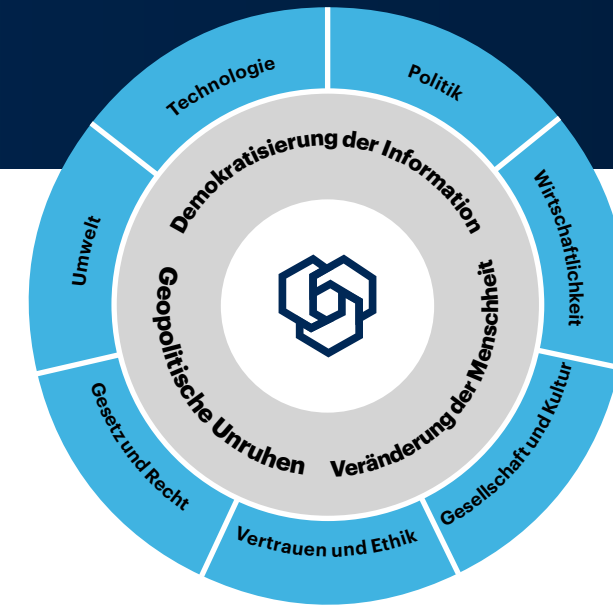 Technologie
Politik
Wirtschaftlichkeit
Gesellschaft und Kultur
Vertrauen und Ethik
Gesetz und Recht
Umwelt
Demokratisierung der Information
Veränderung der Menschheit
Geopolitische Unruhen